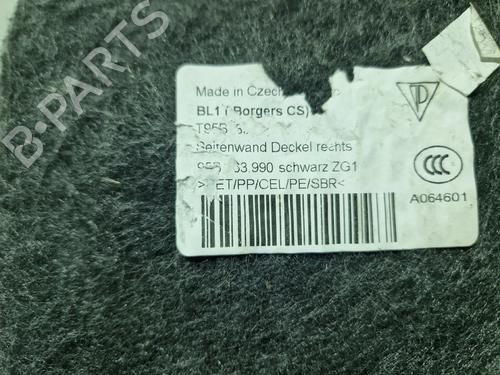 B-PARTS
Made in Czech
BL1 ( Borgers CS)
Seitenwand Deckel rechts
schwarz ZG1
>PET/PP/CEL/PE/SBR<
CCC
A064601